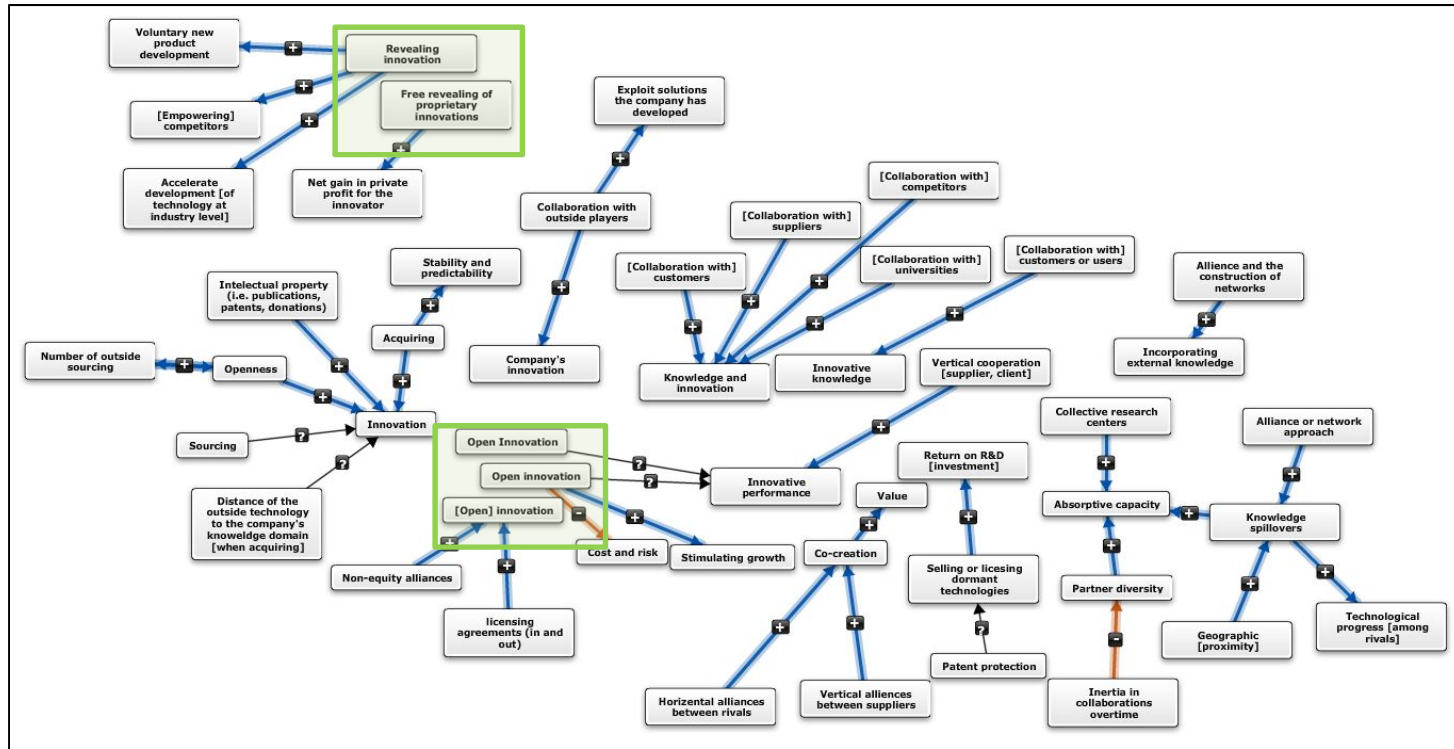 Voluntary new
product
development
+
Revealing
innovation
+
[Empowering]
competitors
+
Free revealing of
proprietary
innovations
+
Accelerate
development [of
technology at
industry level]
Net gain in private
profit for the
innovator
Exploit solutions
the company has
developed
+
Collaboration with
outside players
+
Company's
innovation
[Collaboration with]
competitors
[Collaboration with]
suppliers
[Collaboration with]
customers
[Collaboration with]
universities
[Collaboration with]
customers or users
+
+
+
+
+
Knowledge and
innovation
Innovative
knowledge
Allience and the
construction of
networks
+
Incorporating
external knowledge
Stability and
predictability
+
Intelectual property
(i.e. publications,
patents, donations)
Acquiring
+
+
Number of outside
sourcing
+
Openness
+
Innovation
Sourcing
?
?
Distance of the
outside technology
to the company's
knoweldge domain
[when acquiring]
Open Innovation
?
Open innovation
?
[Open] innovation
-
+
+
+
Non-equity alliances
licensing
agreements (in and
out)
Cost and risk
Stimulating growth
Vertical cooperation
[supplier, client]
+
Innovative
performance
Value
+
Co-creation
+
+
Horizental alliances
between rivals
Vertical alliences
between suppliers
Return on R&D
[investment]
+
Selling or licesing
dormant
technologies
?
Patent protection
Collective research
centers
+
Absorptive capacity
+
+
Partner diversity
-
Inertia in
collaborations
overtime
Alliance or network
approach
+
Knowledge
spillovers
+
+
Geographic
[proximity]
Technological
progress [among
rivals]